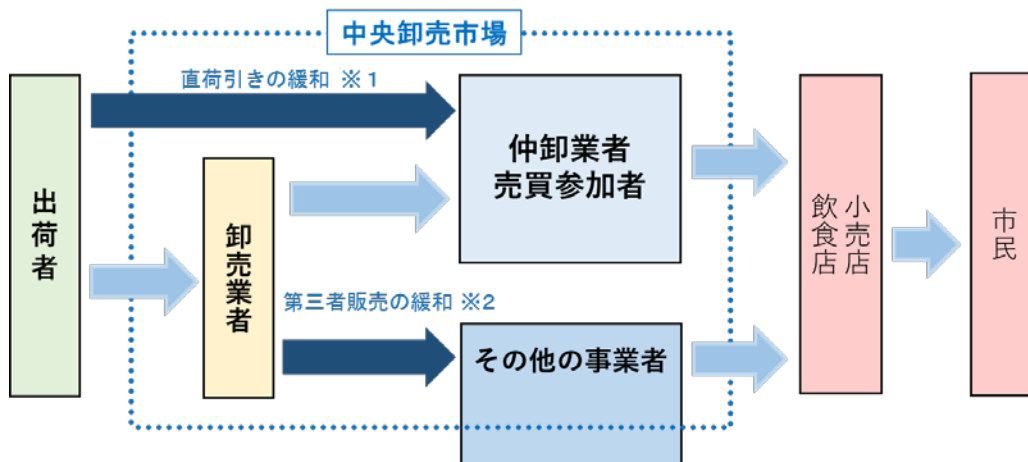 中央卸売市場
直荷引きの緩和 ※1
出荷者
卸売業者
仲卸業者
売買参加者
第三者販売の緩和 ※2
その他の事業者
小売店
飲食店
市民